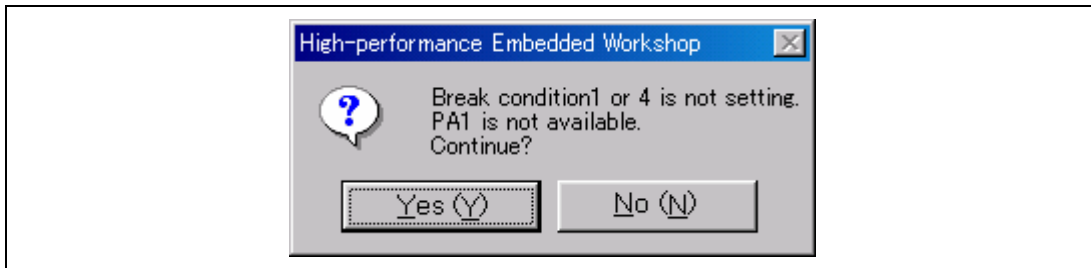 High-performance Embedded Workshop
Break condition1 or 4 is not setting.
PA1 is not available.
Continue?
Yes (Y) No (N)